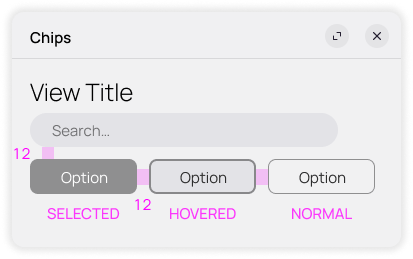 Chips
View Title
Search...
12
Option Option Option
12
SELECTED HOVERED NORMAL